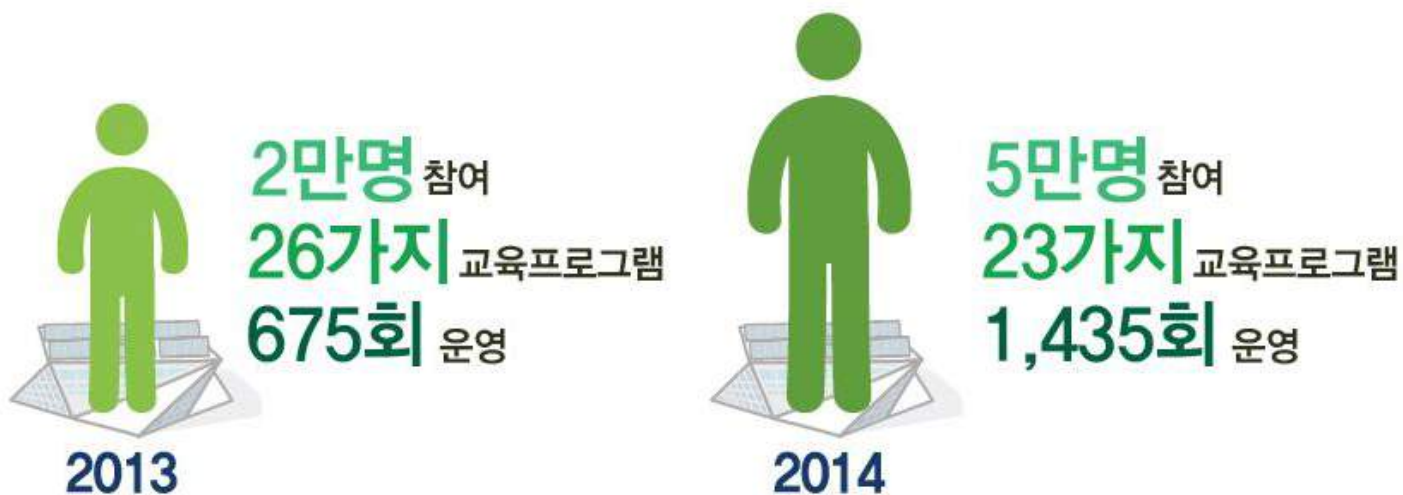 2만명 참여
26가지 교육프로그램
675회 운영
2013
5만명 참여
23가지 교육프로그램
1,435회 운영
2014